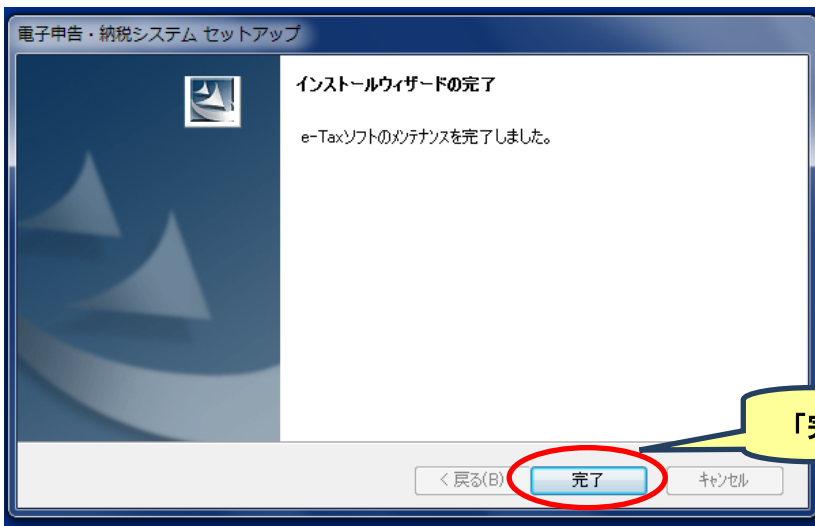 電子申告・納税システム セットアップ
インストールウィザードの完了
e-Taxソフトのメンテナンスを完了しました。
「
< 戻る(B)
完了
キャンセル